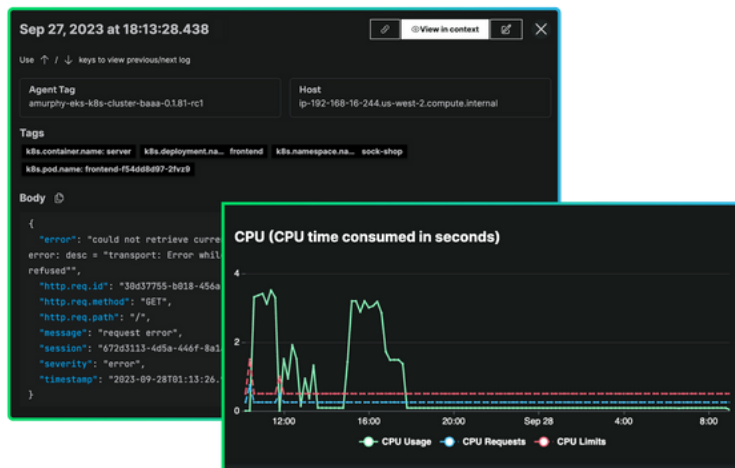 Sep 27, 2023 at 18:13:28.438
View in context
Use ↑ / ↓ keys to view previous/next log
Agent Tag
amurphy-eks-k8s-cluster-baaa-0.1.81-rc1
Host
ip-192-168-16-244.us-west-2.compute.internal
Tags
k8s.container.name: server k8s.deployment.na... frontend k8s.namespace.na... sock-shop
k8s.pod.name: frontend-f54dd8d97-2fvz9
Body
{
"error": "could not retrieve curre
error: desc = "transport: Error whil
refused"",
"http.req.id": "30d37755-b018-456a
"http.req.method": "GET",
"http.req.path": "/",
"message": "request error",
"session": "672d3113-4d5a-446f-8a1
"severity": "error",
"timestamp": "2023-09-28T01:13:26.
}
CPU (CPU time consumed in seconds)
4
2
0
12:00 16:00 20:00 Sep 28 4:00 8:00
CPU Usage CPU Requests CPU Limits